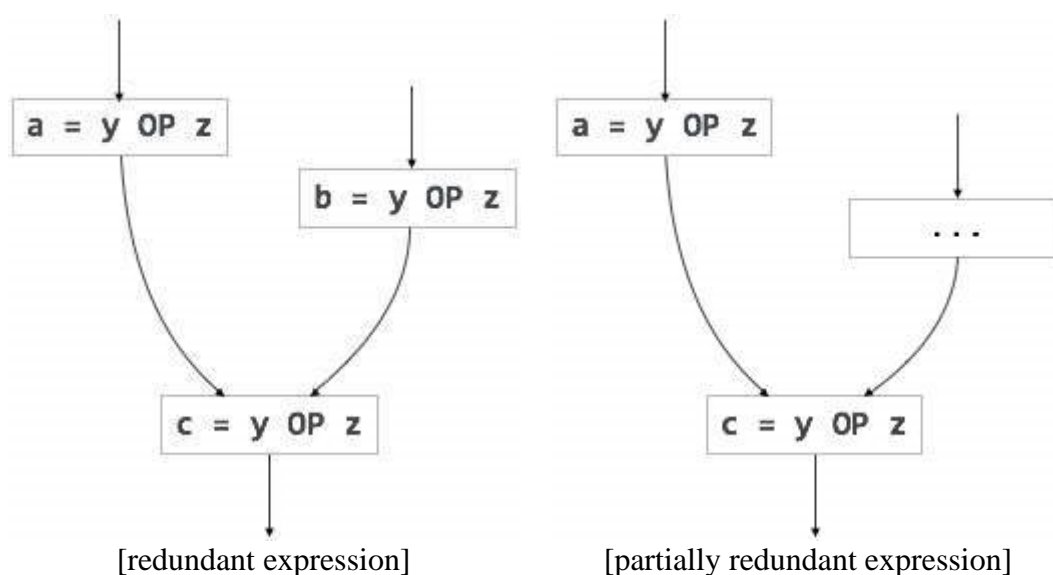 a = y OP z
b = y OP z
c = y OP z
[redundant expression]
a = y OP z
...
c = y OP z
[partially redundant expression]